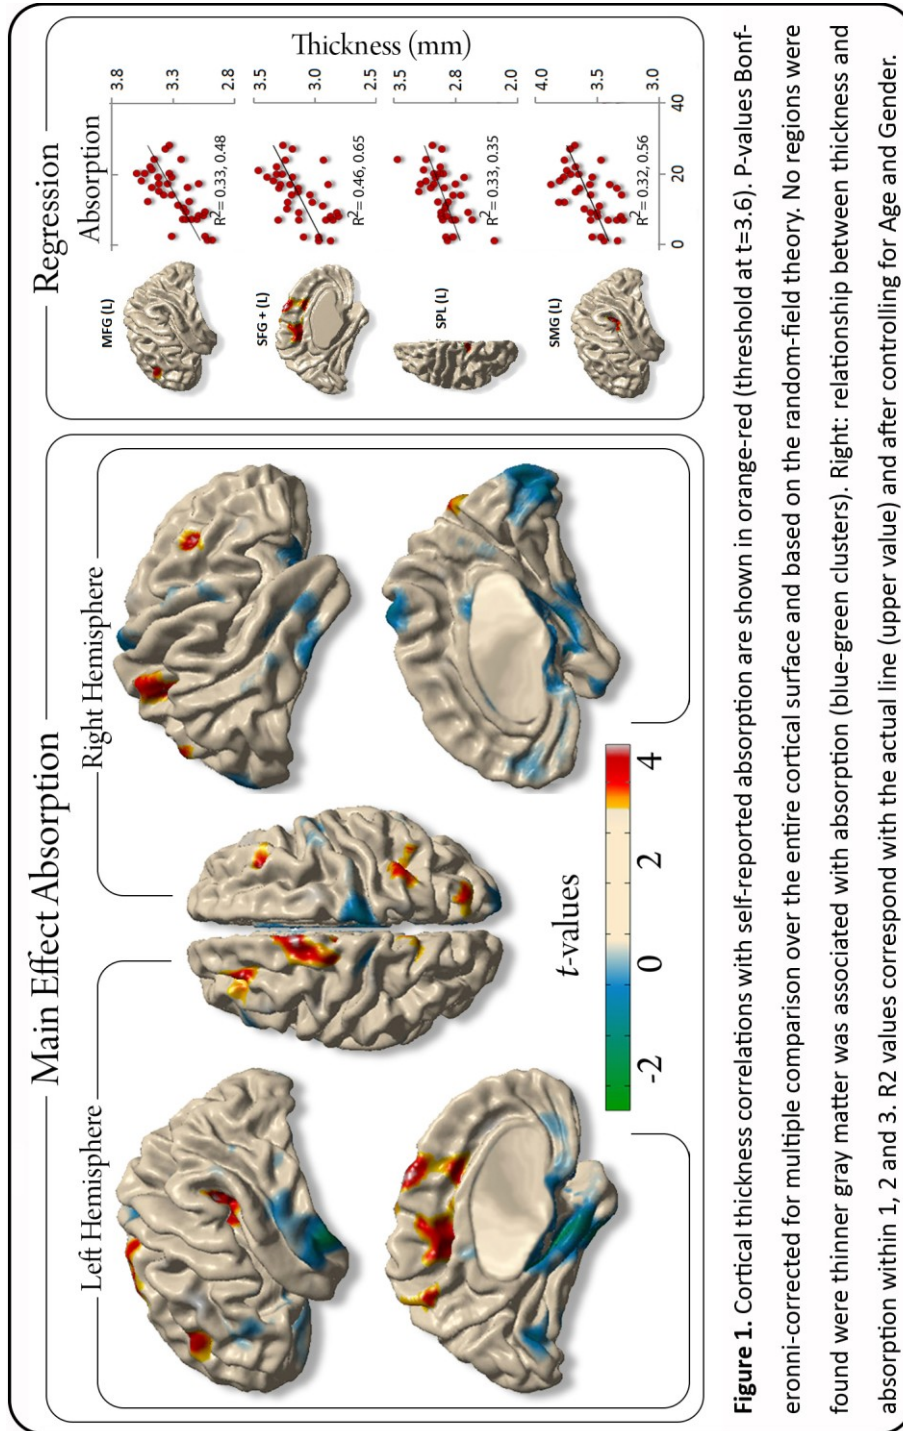 Main Effect Absorption
Left Hemisphere
Right Hemisphere
-2
0
2
4
t-values
Regression
Absorption
Thickness (mm)
MFG (L)
3.8
3.3
2.8
R2 = 0.33, 0.48
SFG + (L)
3.5
3.0
2.5
R2 = 0.46, 0.65
SPL (L)
3.5
2.8
2.0
R2 = 0.33, 0.35
SMG (L)
4.0
3.5
3.0
R2 = 0.32, 0.56
0
20
40
Figure 1. Cortical thickness correlations with self-reported absorption are shown in orange-red (threshold at t=3.6). P-values Bonf-
eronni-corrected for multiple comparison over the entire cortical surface and based on the random-field theory. No regions were
found were thinner gray matter was associated with absorption (blue-green clusters). Right: relationship between thickness and
absorption within 1, 2 and 3. R2 values correspond with the actual line (upper value) and after controlling for Age and Gender.